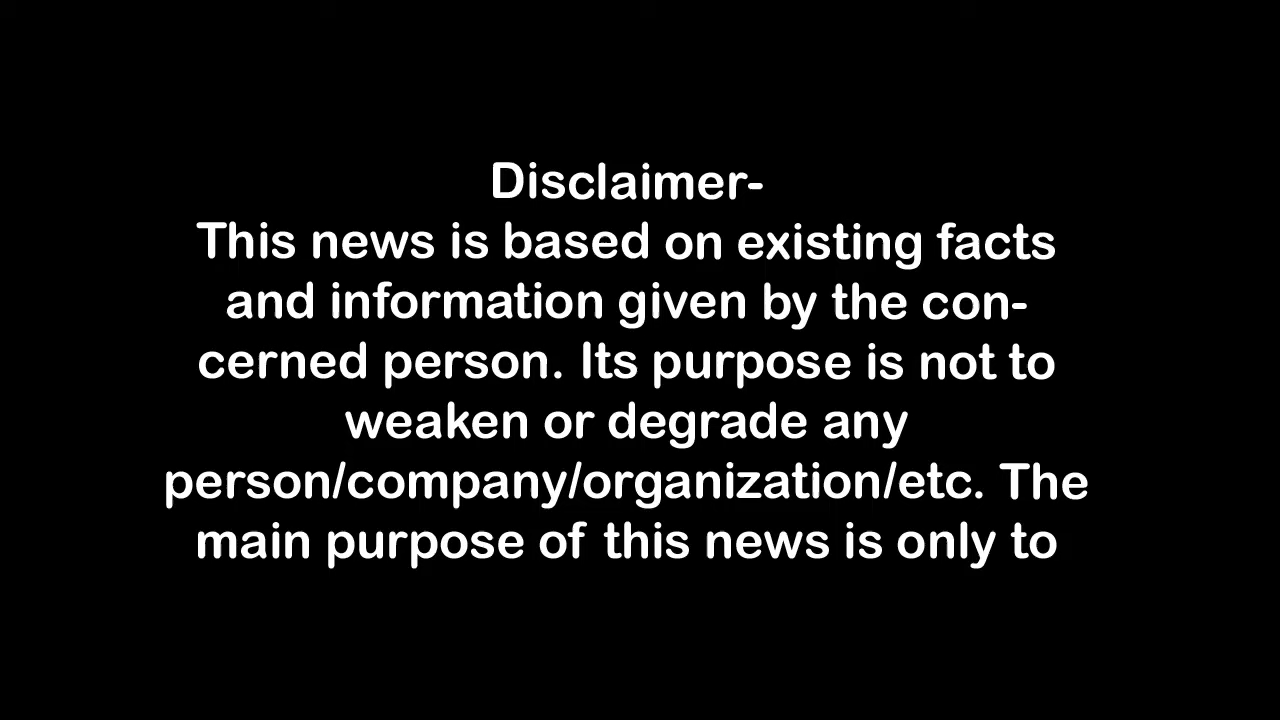 Disclaimer-
This news is based on existing facts
and information given by the con-
cerned person. Its purpose is not to
weaken or degrade any
person/company/organization/etc. The
main purpose of this news is only to